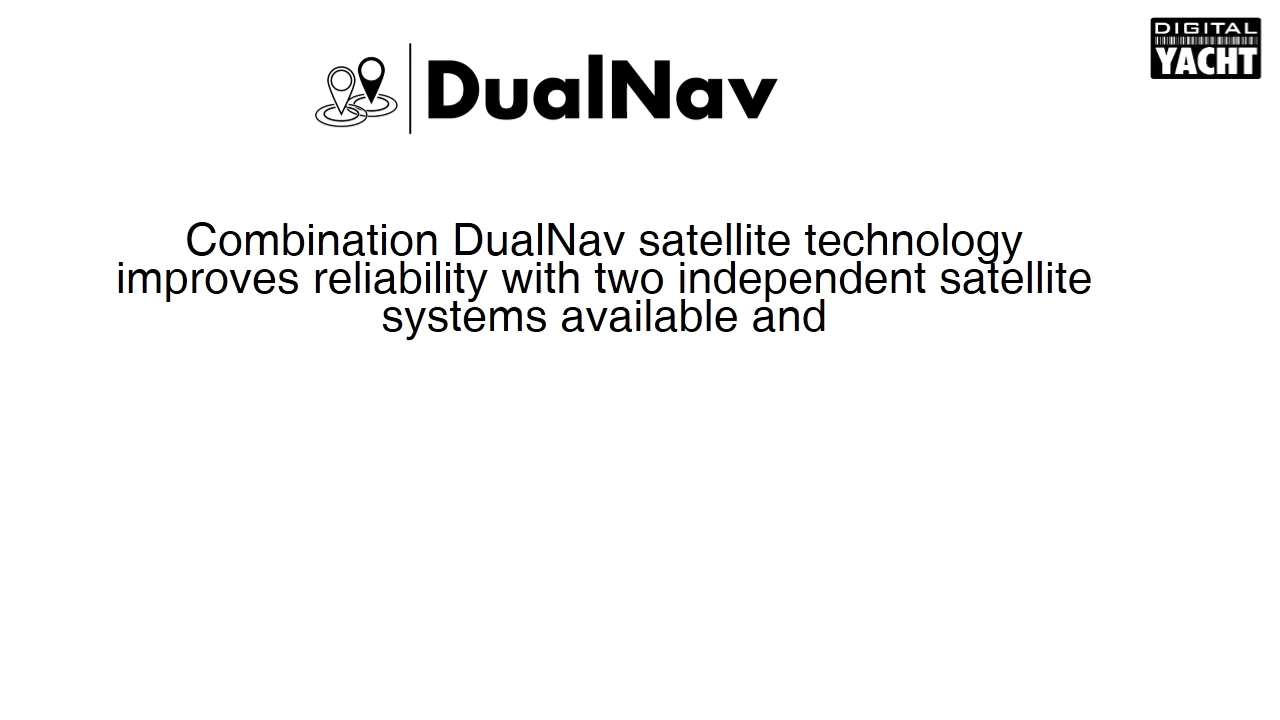 DualNav
DIGITAL
YACHT
Combination DualNav satellite technology
improves reliability with two independent satellite
systems available and